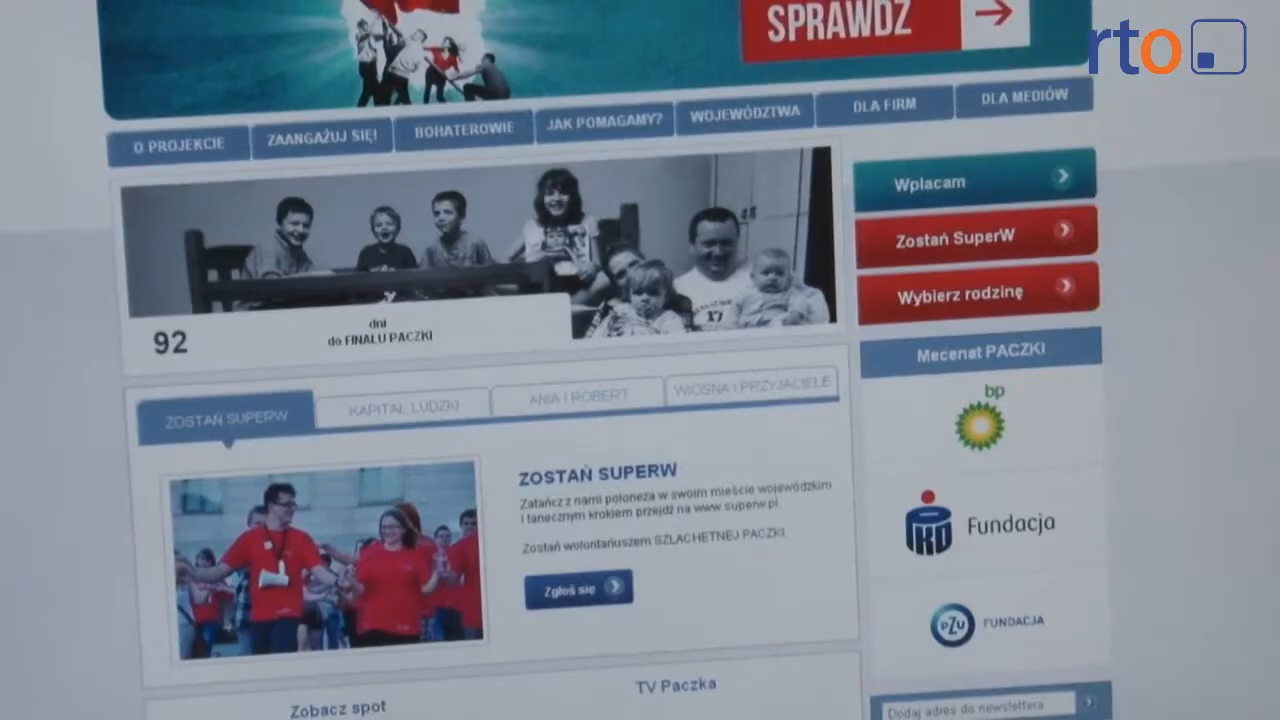 SPRAWDŹ
rto
O PROJEKCIE
ZAANGAŻUJ SIĘ!
BOHATEROWIE
JAK POMAGAMY?
WOJEWÓDZTWA
DLA FIRM
DLA MEDIÓW
Wpłacam
Zostań SuperW
Wybierz rodzinę
17
92
dni
do FINAŁU PACZKI
Mecenat PACZKI
bp
PKO Fundacja
PZU FUNDACJA
ZOSTAŃ SUPERW
KAPITAŁ LUDZKI
ANIA I ROBERT
WIOSNA I PRZYJACIELE
ZOSTAŃ SUPERW
Zatańcz z nami poloneza w swoim mieście wojewódzkim
i tanecznym krokiem przejdź na www.superw.pl.
Zostań wolontariuszem SZLACHETNEJ PACZKI.
Zgłoś się
Zobacz spot
TV Paczka
Dodaj adres do newslettera